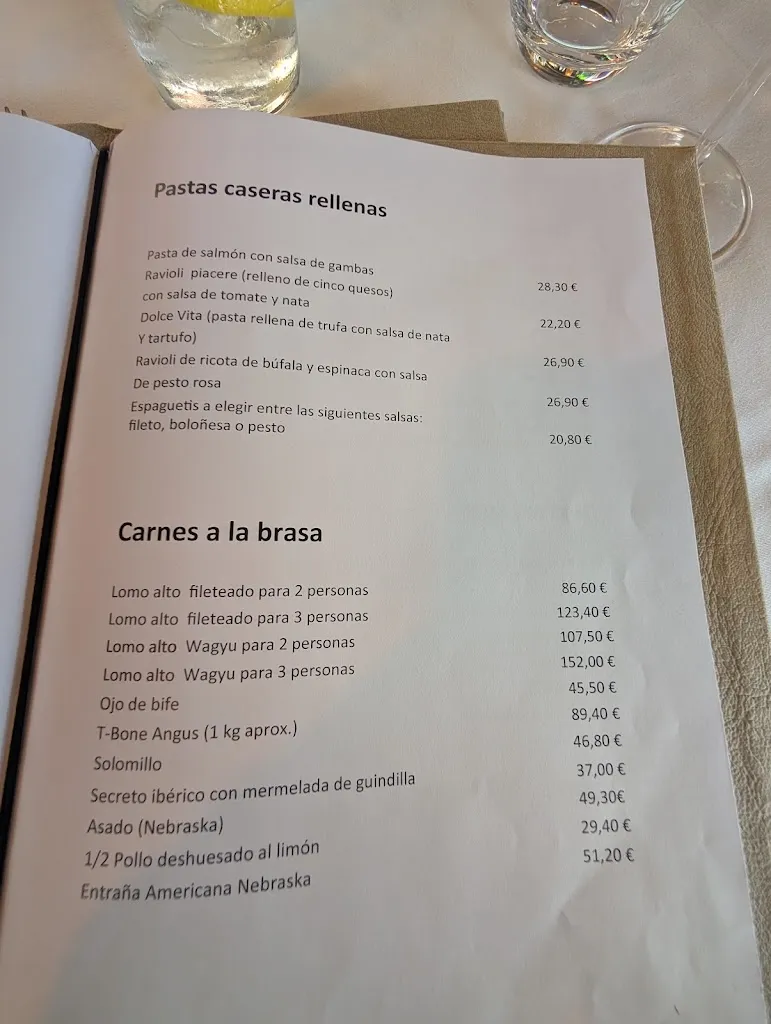 Pastas caseras rellenas
Pasta de salmón con salsa de gambas 28,30 €
Ravioli piacere (relleno de cinco quesos)
con salsa de tomate y nata 22,20 €
Dolce Vita (pasta rellena de trufa con salsa de nata
Y tartufo) 26,90 €
Ravioli de ricota de búfala y espinaca con salsa
De pesto rosa 26,90 €
Espaguetis a elegir entre las siguientes salsas:
fileto, boloñesa o pesto 20,80 €
Carnes a la brasa
Lomo alto fileteado para 2 personas 86,60 €
Lomo alto fileteado para 3 personas 123,40 €
Lomo alto Wagyu para 2 personas 107,50 €
Lomo alto Wagyu para 3 personas 152,00 €
Ojo de bife 45,50 €
T-Bone Angus (1 kg aprox.) 89,40 €
Solomillo 46,80 €
Secreto ibérico con mermelada de guindilla 37,00 €
Asado (Nebraska) 49,30€
1/2 Pollo deshuesado al limón 29,40 €
Entraña Americana Nebraska 51,20 €